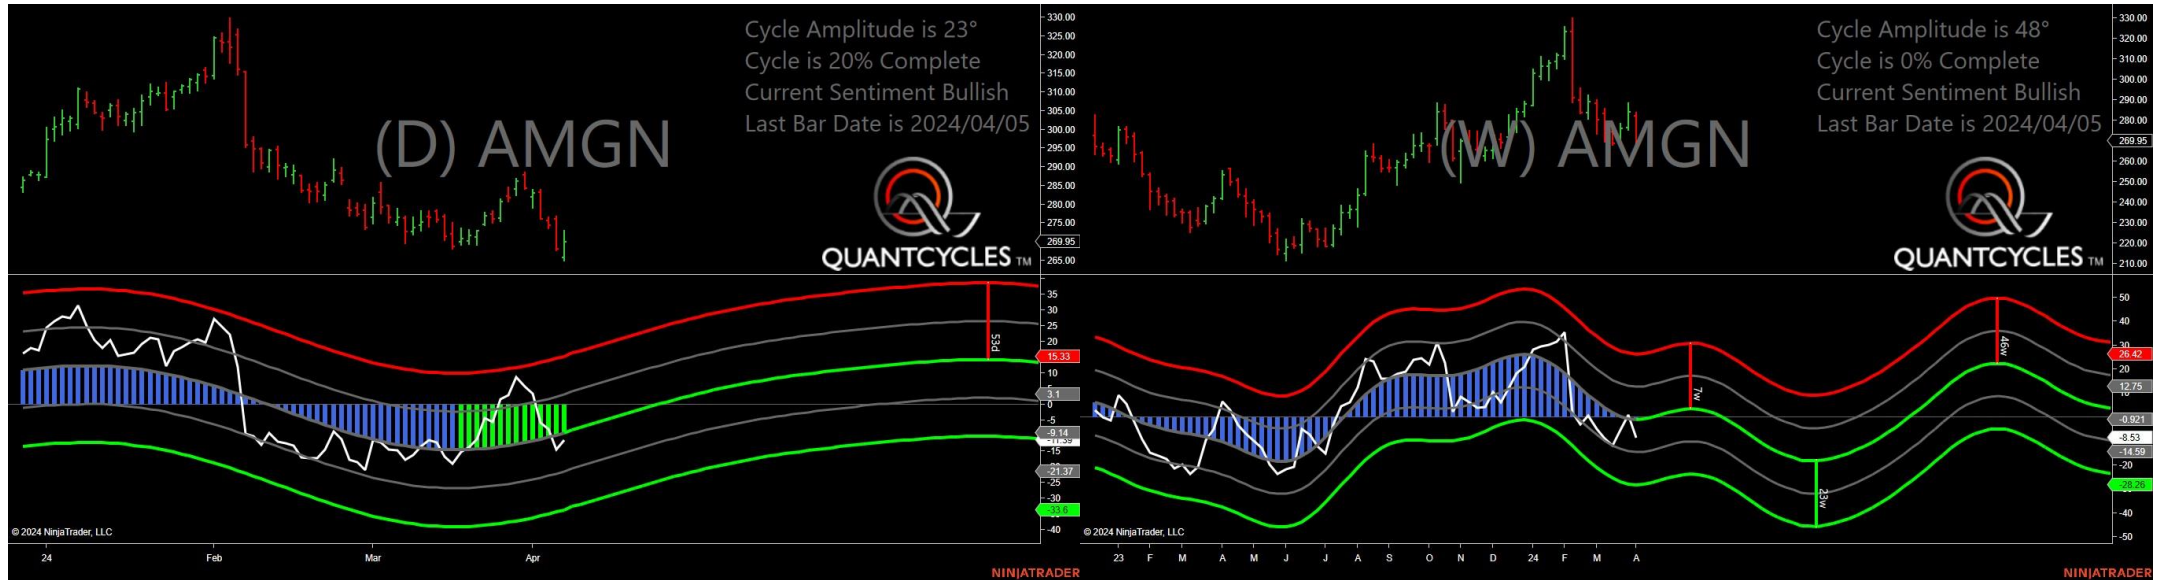 Cycle Amplitude is 23°
Cycle is 20% Complete
Current Sentiment Bullish
Last Bar Date is 2024/04/05
(D) AMGN
QUANTCYCLES TM
330.00
325.00
320.00
315.00
310.00
305.00
300.00
295.00
290.00
285.00
280.00
275.00
269.95
265.00
53d
35
30
25
20
15.33
10
3.1
0
-5
-9.14
-11.39
-15
-21.37
-25
-30
-33.6
-40
© 2024 NinjaTrader, LLC
24 Feb Mar Apr
NINJATRADER
Cycle Amplitude is 48°
Cycle is 0% Complete
Current Sentiment Bullish
Last Bar Date is 2024/04/05
(W) AMGN
QUANTCYCLES TM
330.00
320.00
310.00
300.00
290.00
280.00
269.95
260.00
250.00
240.00
230.00
220.00
210.00
7w
23w
46w
50
40
30
26.42
20
12.75
10
-0.921
-8.53
-14.59
-20
-28.26
-40
-50
© 2024 NinjaTrader, LLC
23 F M A M J J A S O N D 24 F M A
NINJATRADER